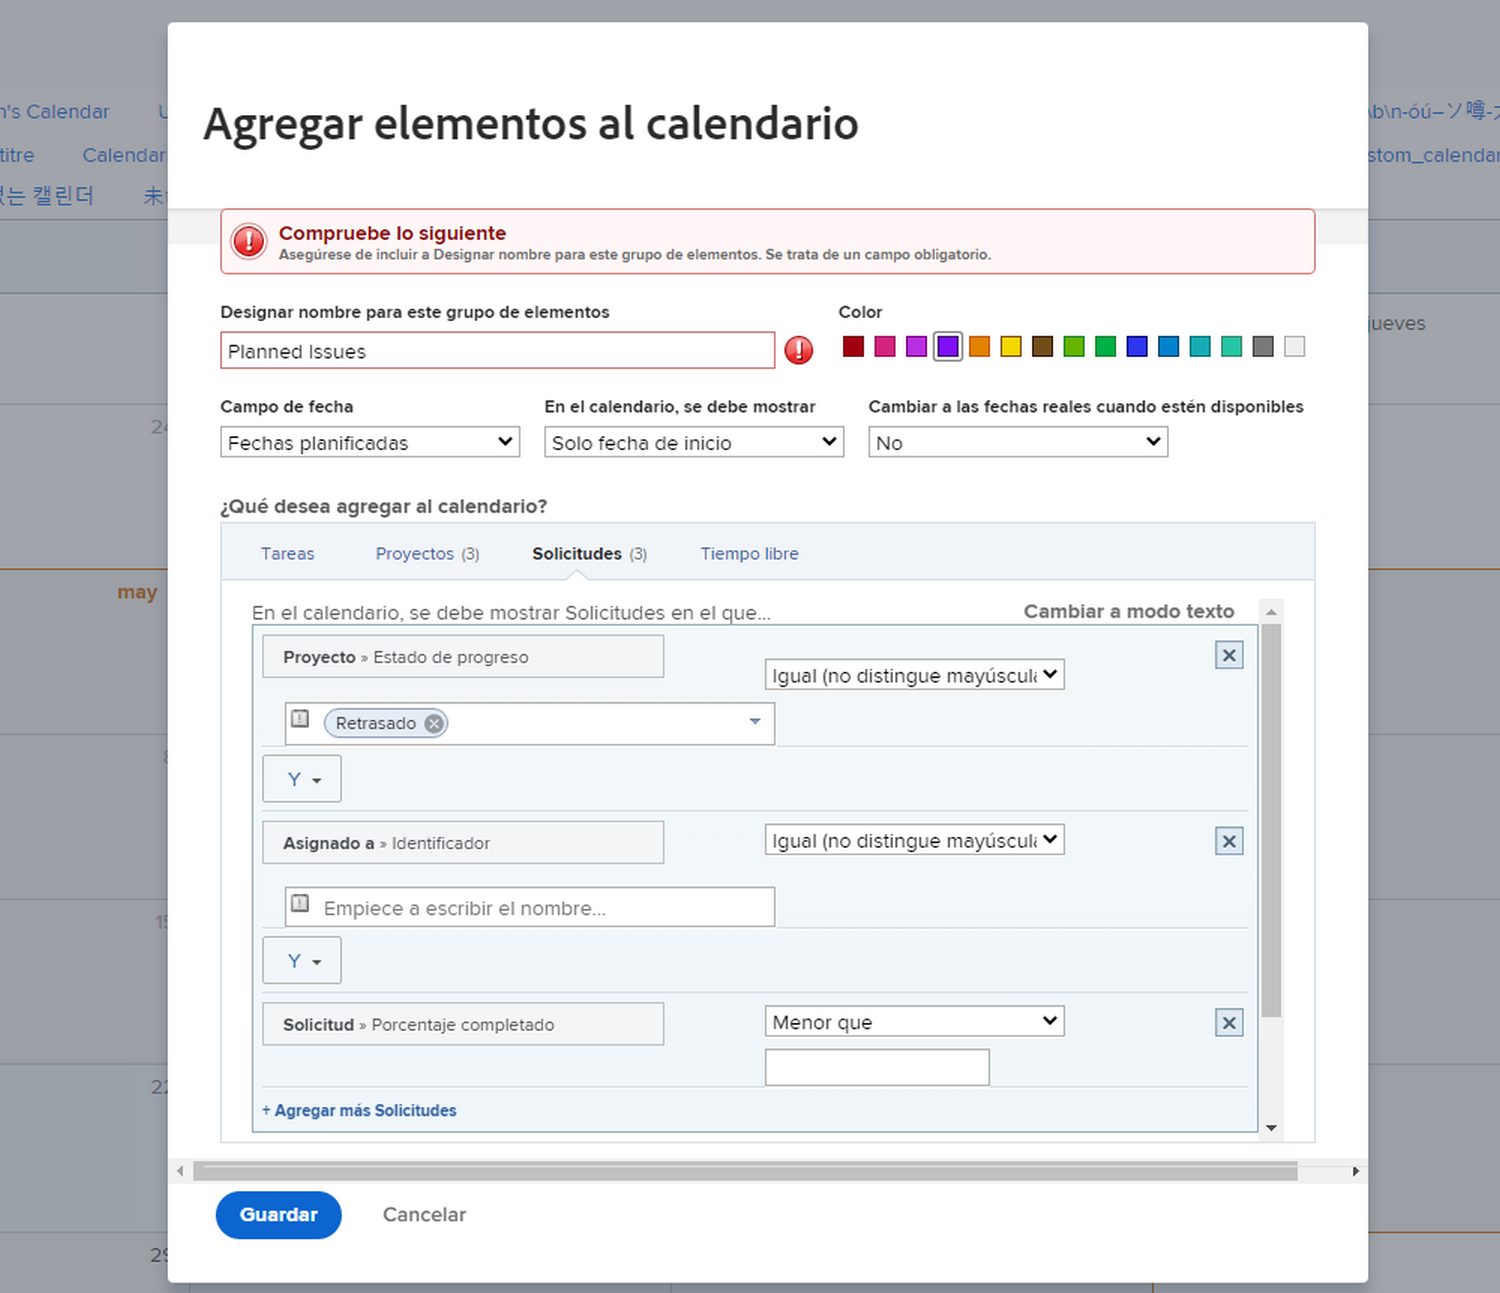 Agregar elementos al calendario
n's Calendar
\b\n-óú–ソ噂-
titre
Calendar
stom_calendar
없는 캘린더
未
Compruebe lo siguiente
Asegúrese de incluir a Designar nombre para este grupo de elementos. Se trata de un campo obligatorio.
Designar nombre para este grupo de elementos
Color
Planned Issues
jueves
Campo de fecha
En el calendario, se debe mostrar
Cambiar a las fechas reales cuando estén disponibles
Fechas planificadas
Solo fecha de inicio
No
24
¿Qué desea agregar al calendario?
Tareas
Proyectos (3)
Solicitudes (3)
Tiempo libre
may
En el calendario, se debe mostrar Solicitudes en el que...
Cambiar a modo texto
Proyecto » Estado de progreso
Igual (no distingue mayúscula
Retrasado
8
Y
Asignado a » Identificador
Igual (no distingue mayúscula
Empiece a escribir el nombre...
15
Y
Solicitud » Porcentaje completado
Menor que
22
+ Agregar más Solicitudes
Guardar
Cancelar
29